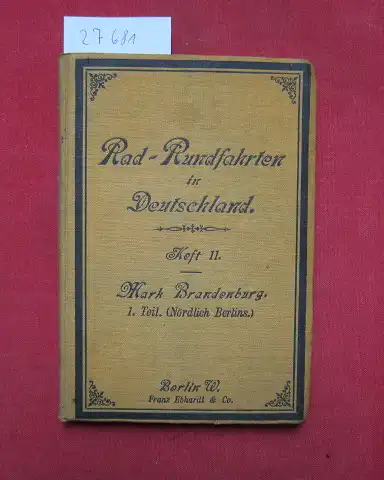 27681
Rad-Rundfahrten
in
Deutschland.
Heft 11.
Mark Brandenburg.
1. Teil. (Nördlich Berlins.)
Berlin W.
Franz Ebhardt & Co.